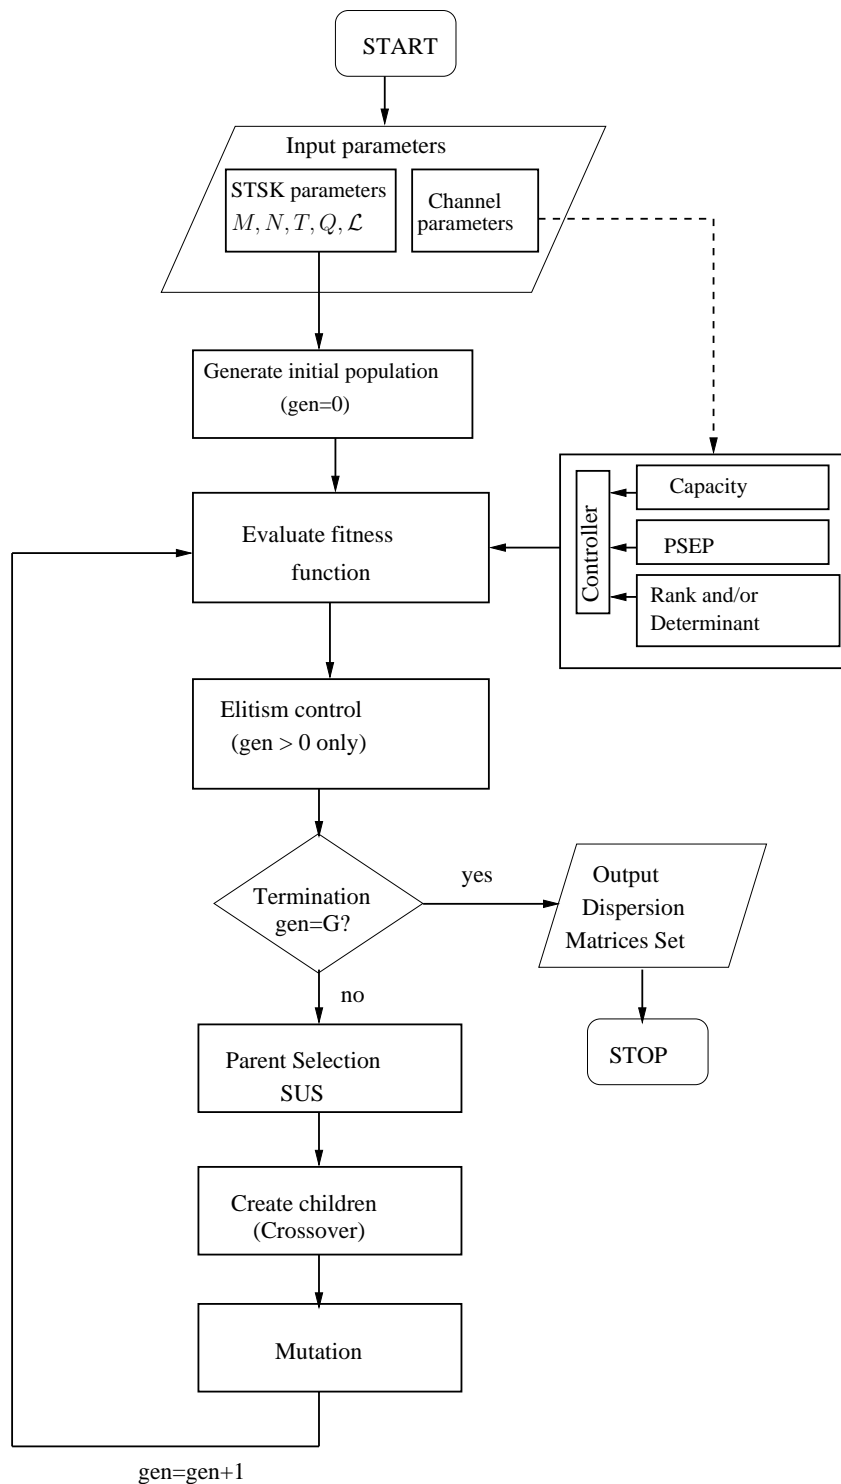 START
Input parameters
STSK parameters
M, N, T, Q, ℒ
Channel
parameters
Generate initial population
(gen=0)
Evaluate fitness
function
Controller
Capacity
PSEP
Rank and/or
Determinant
Elitism control
(gen > 0 only)
Termination
gen=G?
yes
Output
Dispersion
Matrices Set
no
STOP
Parent Selection
SUS
Create children
(Crossover)
Mutation
gen=gen+1